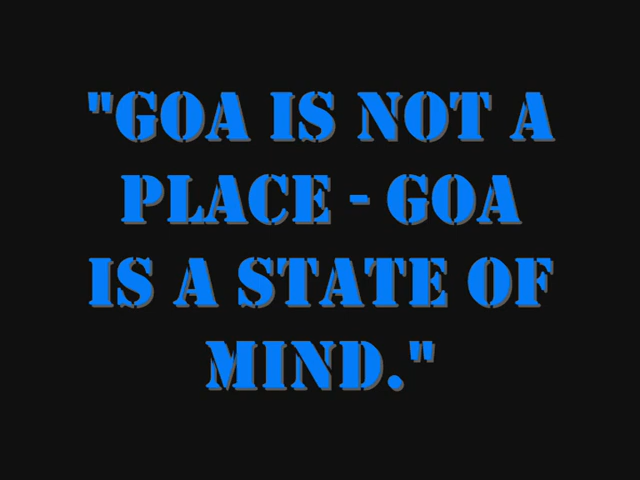 "GOA IS NOT A
PLACE - GOA
IS A STATE OF
MIND."